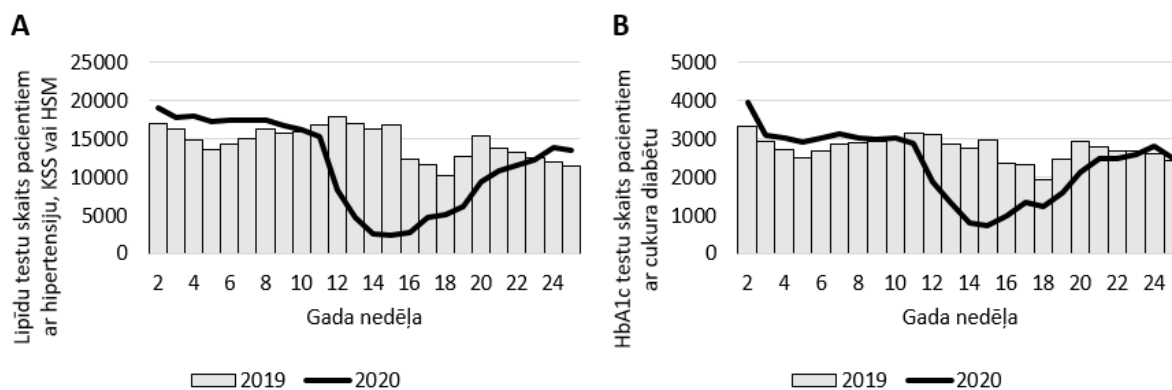 A
Lipīdu testu skaits pacientiem
ar hipertensiju, KSS vai HSM
25000
20000
15000
10000
5000
0
2 4 6 8 10 12 14 16 18 20 22 24
Gada nedēļa
2019 2020
B
HbA1c testu skaits pacientiem
ar cukura diabētu
5000
4000
3000
2000
1000
0
2 4 6 8 10 12 14 16 18 20 22 24
Gada nedēļa
2019 2020